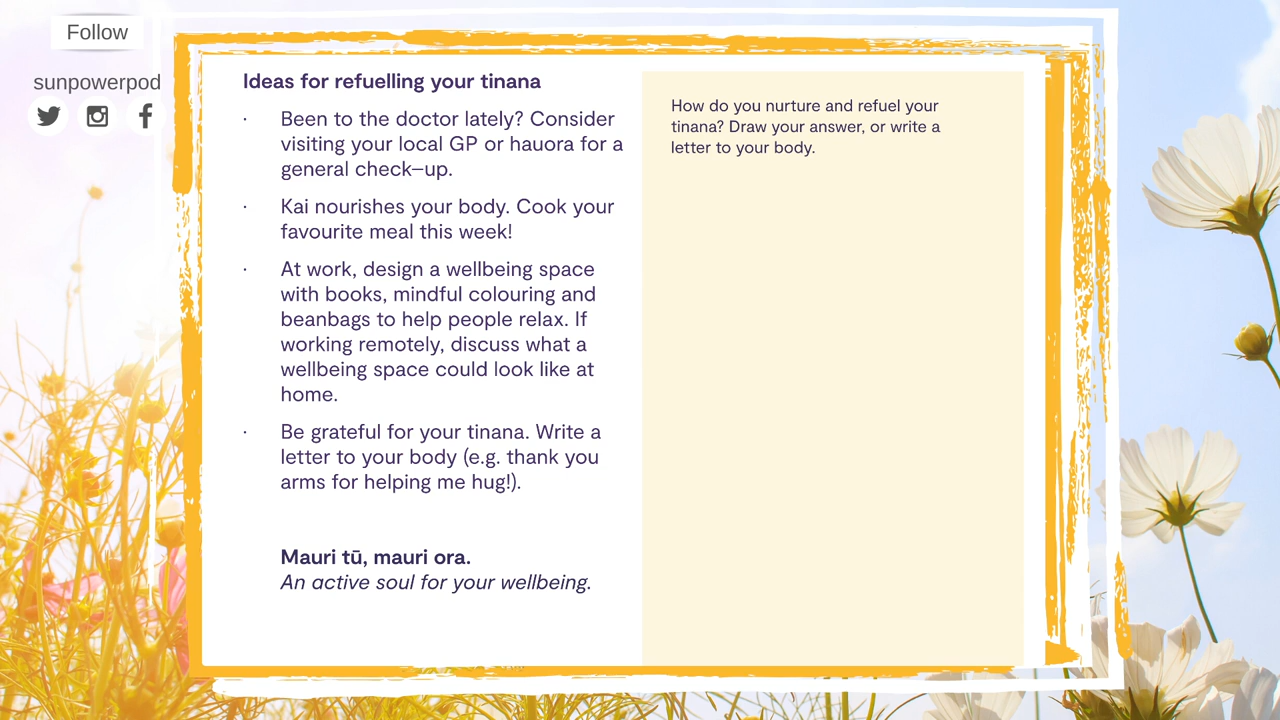 Follow
sunpowerpod
Ideas for refuelling your tinana
· Been to the doctor lately? Consider
visiting your local GP or hauora for a
general check–up.
· Kai nourishes your body. Cook your
favourite meal this week!
· At work, design a wellbeing space
with books, mindful colouring and
beanbags to help people relax. If
working remotely, discuss what a
wellbeing space could look like at
home.
· Be grateful for your tinana. Write a
letter to your body (e.g. thank you
arms for helping me hug!).
Mauri tū, mauri ora.
An active soul for your wellbeing.
How do you nurture and refuel your
tinana? Draw your answer, or write a
letter to your body.